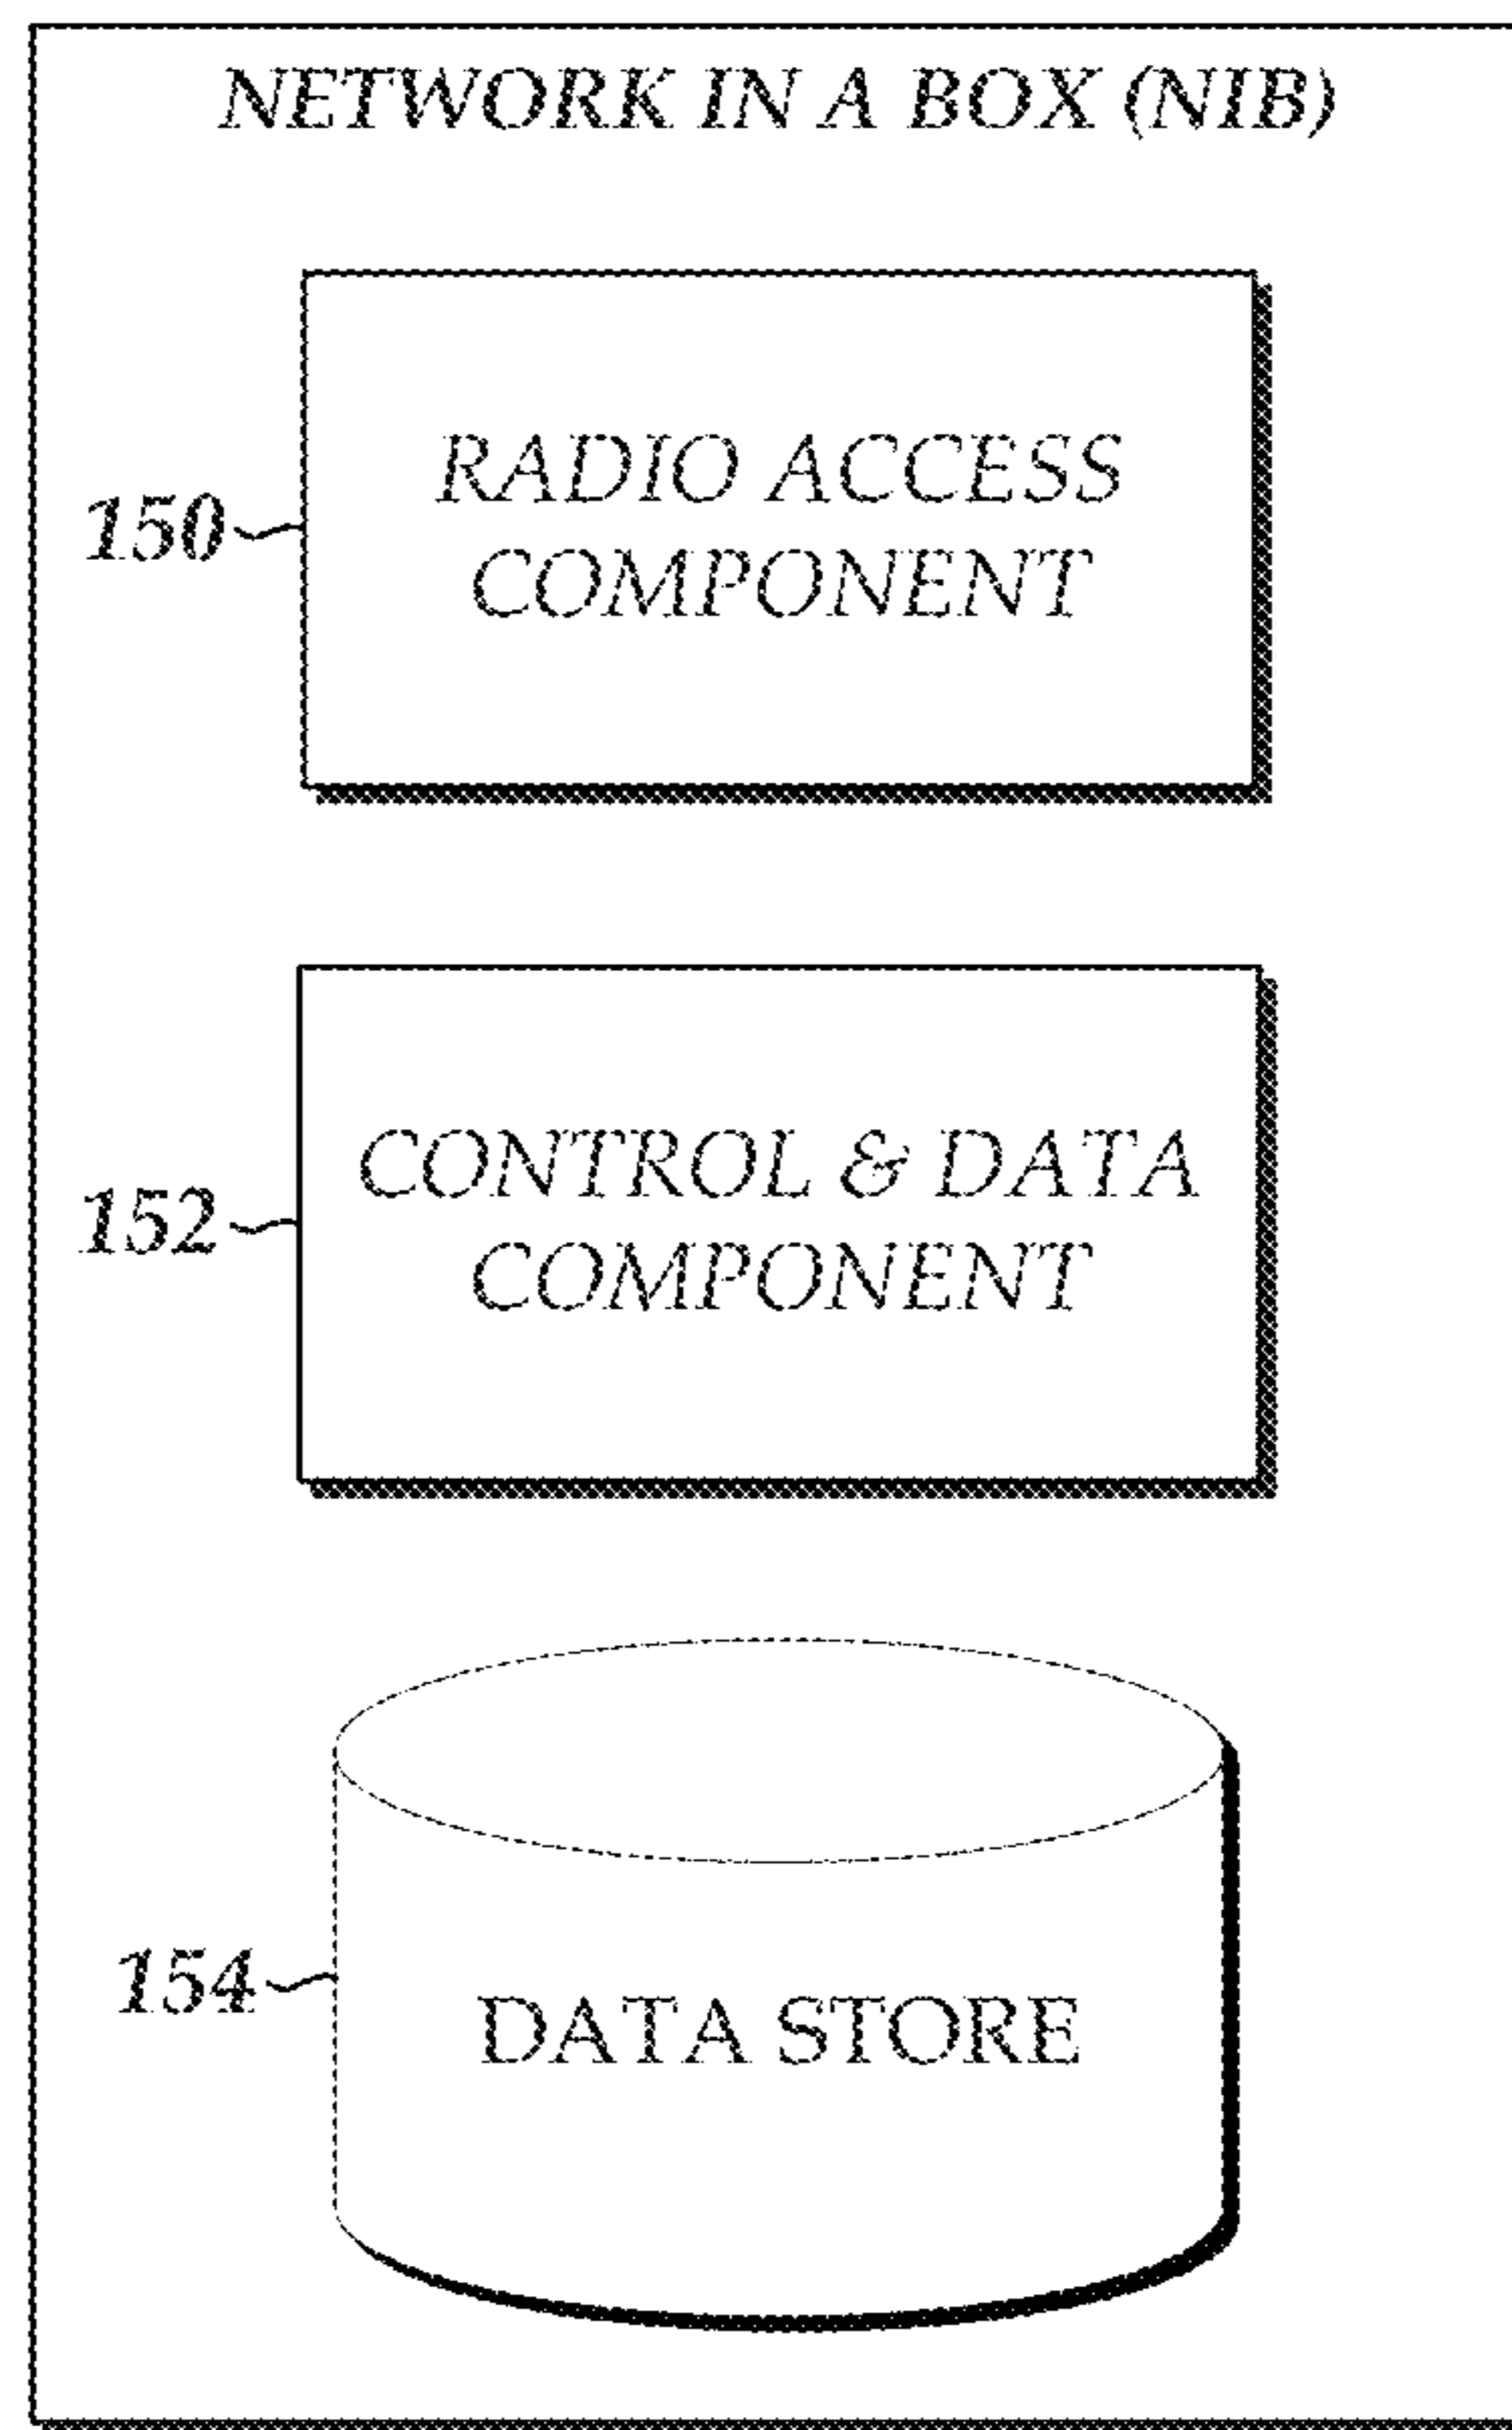 NETWORK IN A BOX (NIB)
RADIO ACCESS
COMPONENT
150
CONTROL & DATA
COMPONENT
152
DATA STORE
154